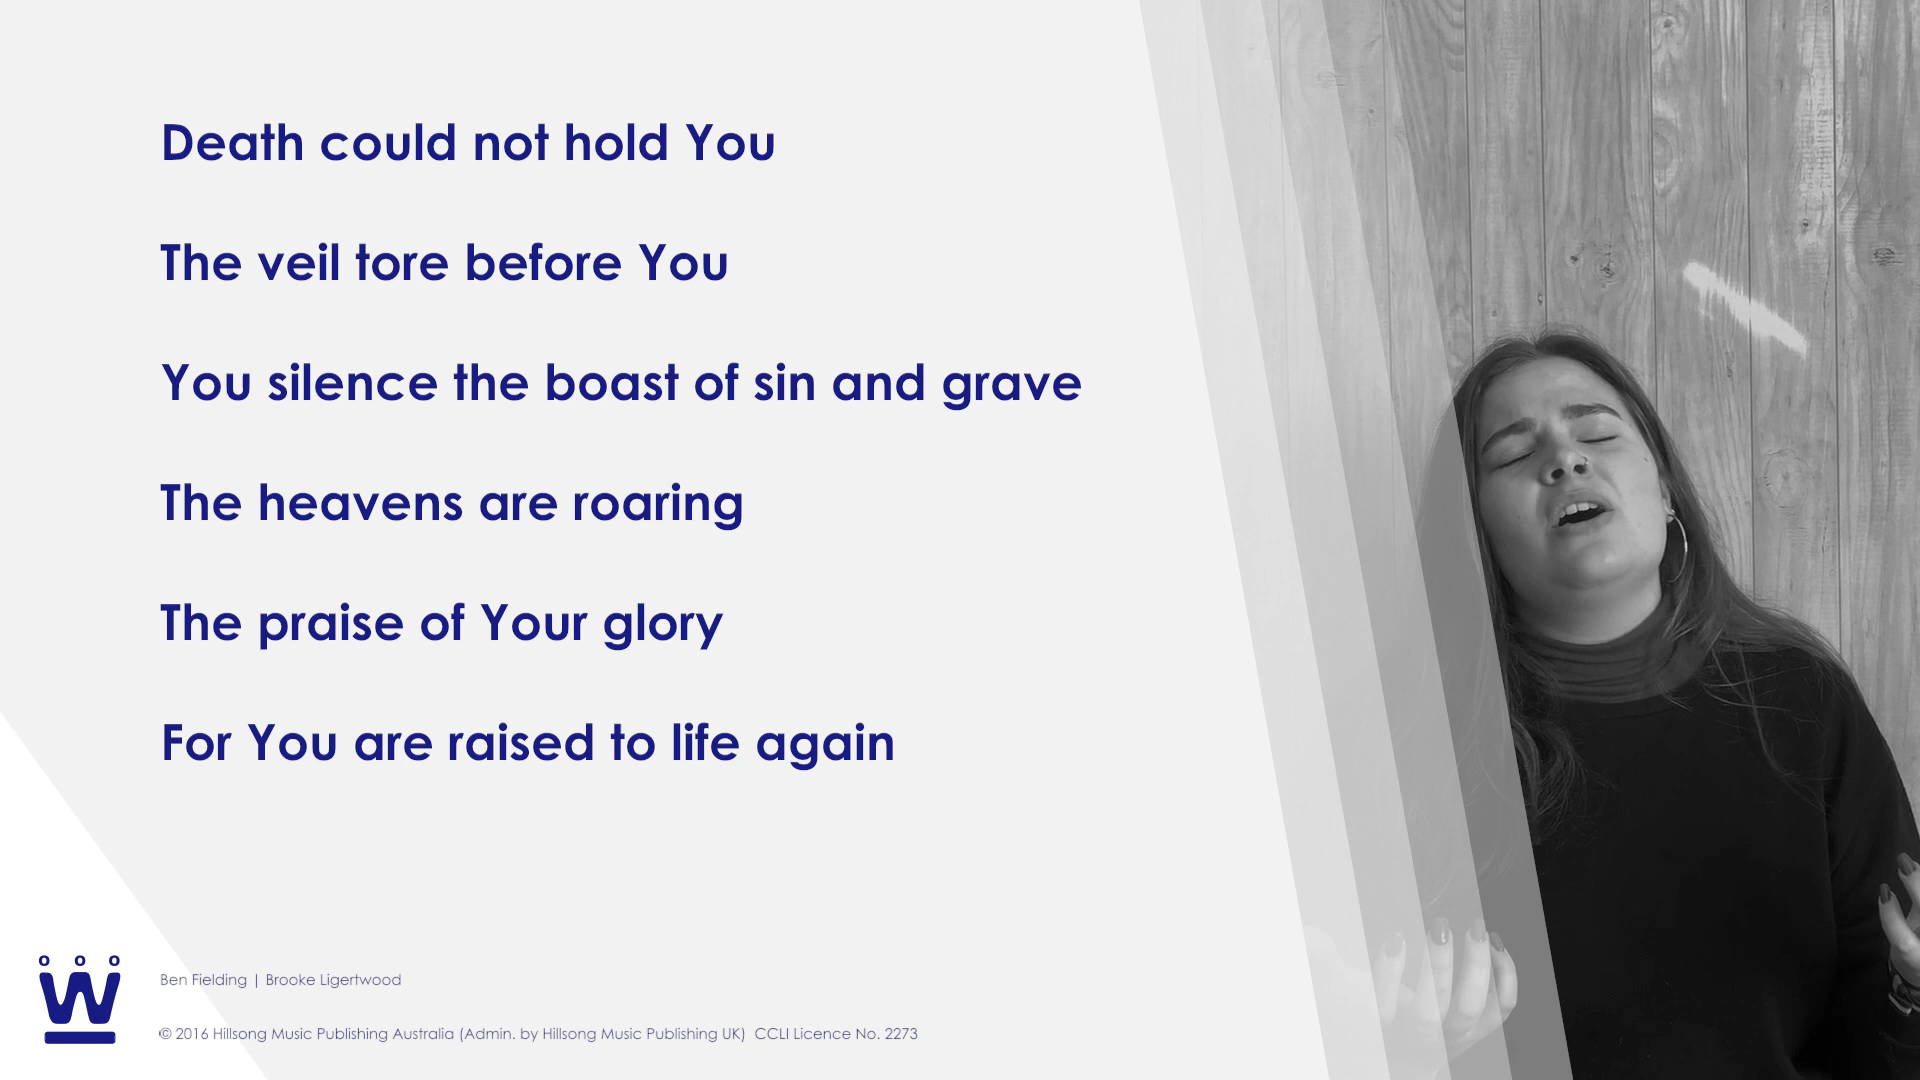 Death could not hold You
The veil tore before You
You silence the boast of sin and grave
The heavens are roaring
The praise of Your glory
For You are raised to life again
W
Ben Fielding | Brooke Ligertwood
© 2016 Hillsong Music Publishing Australia (Admin. by Hillsong Music Publishing UK)  CCLI Licence No. 2273